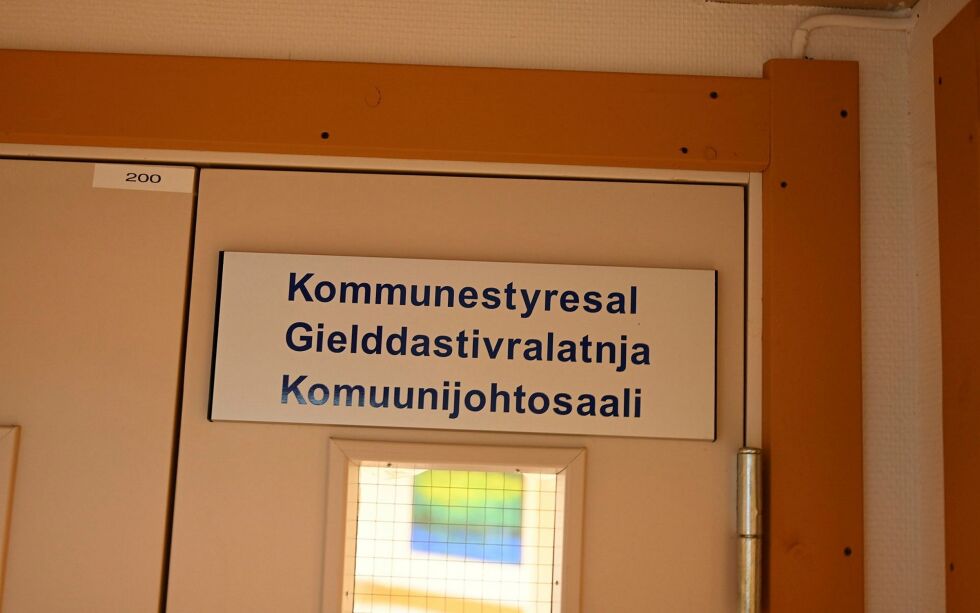 200
Kommunestyresal
Gielddastivralatnja
Komuunijohtosaali